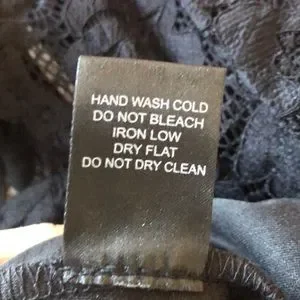 HAND WASH COLD
DO NOT BLEACH
IRON LOW
DRY FLAT
DO NOT DRY CLEAN